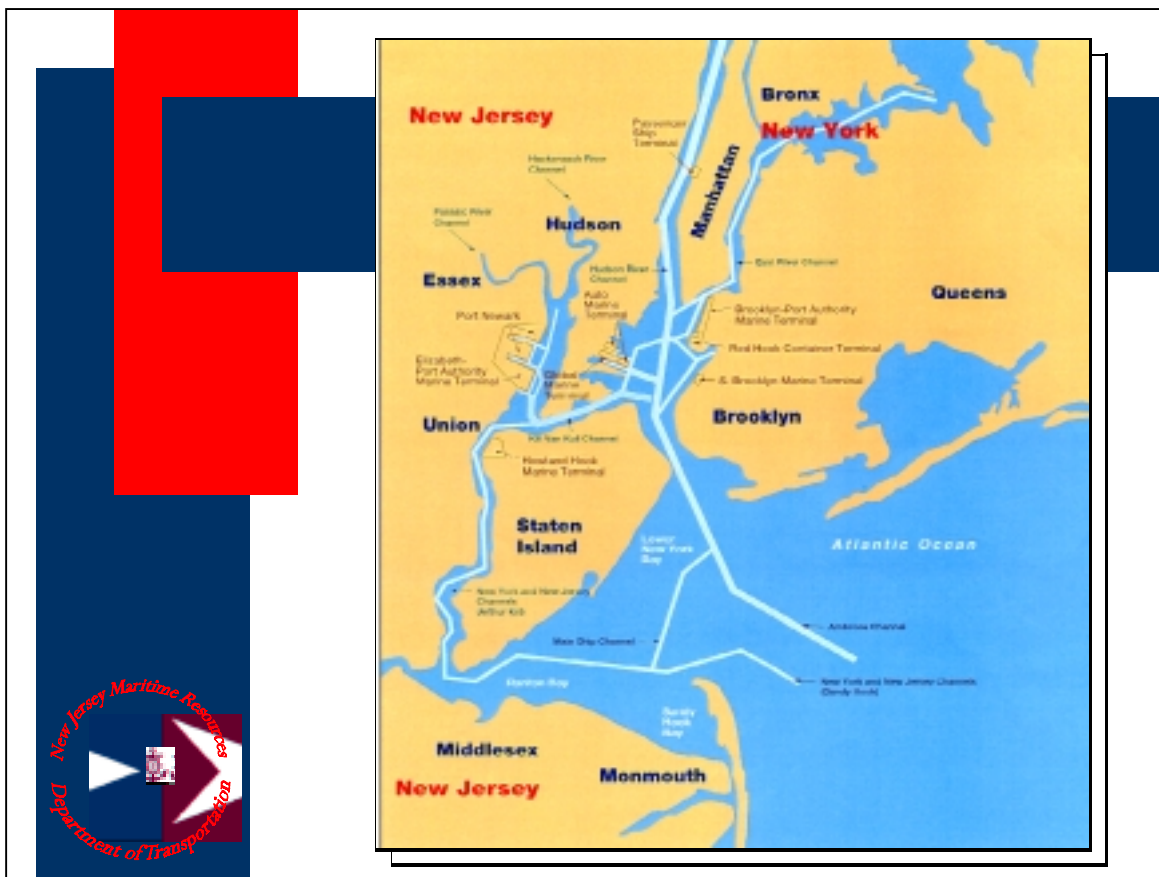 New Jersey
Bronx
New York
Passenger
Ship
Terminal
Manhattan
Hackensack River
Channel
Passaic River
Channel
Hudson
Essex
Hudson River
Channel
East River Channel
Queens
Auto
Marine
Terminal
Port Newark
Brooklyn-Port Authority
Marine Terminal
Red Hook Container Terminal
Elizabeth-
Port Authority
Marine Terminal
Global
Marine
Terminal
S. Brooklyn Marine Terminal
Union
Brooklyn
Kill Van Kull Channel
Howland Hook
Marine Terminal
Staten
Island
Lower
New York
Bay
Atlantic Ocean
New York and New Jersey
Channels
(Arthur Kill)
Main Ship Channel
Ambrose Channel
Raritan Bay
New York and New Jersey Channels
(Sandy Hook)
Sandy
Hook
Bay
Middlesex
Monmouth
New Jersey
New Jersey Maritime Resources
Department of Transportation